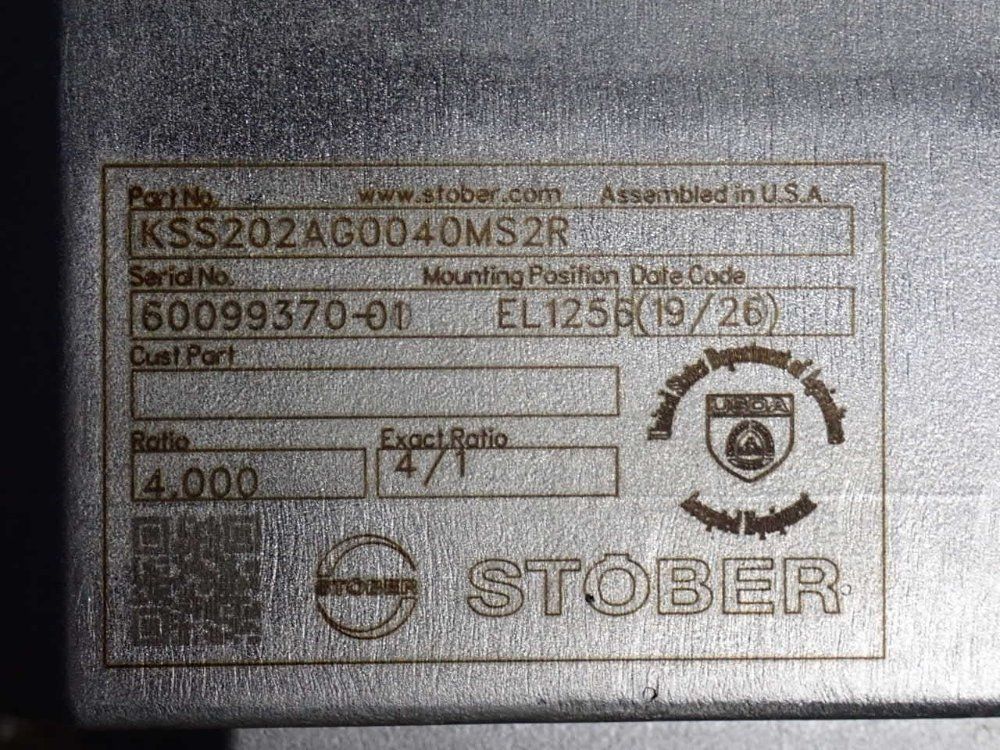 Part No. www.stober.com Assembled in U.S.A.
KSS202AG0040MS2R
Serial No. Mounting Position Date Code
60099370-01 EL1256(19/26)
Cust Part
Ratio Exact Ratio
4,000 4/1
United States Department of Agriculture
USDA
Accepted Equipment
STOBER STOBER